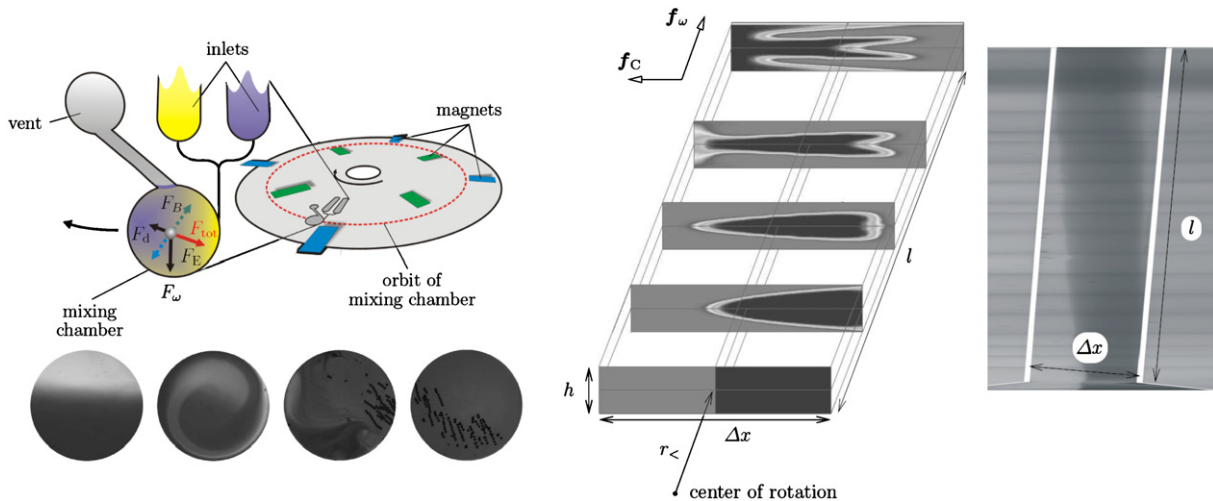 inlets
vent
magnets
F_B
F_d
F_tot
F_E
F_ω
mixing
chamber
orbit of
mixing chamber
f_ω
f_C
l
h
Δx
r_<
center of rotation
l
Δx